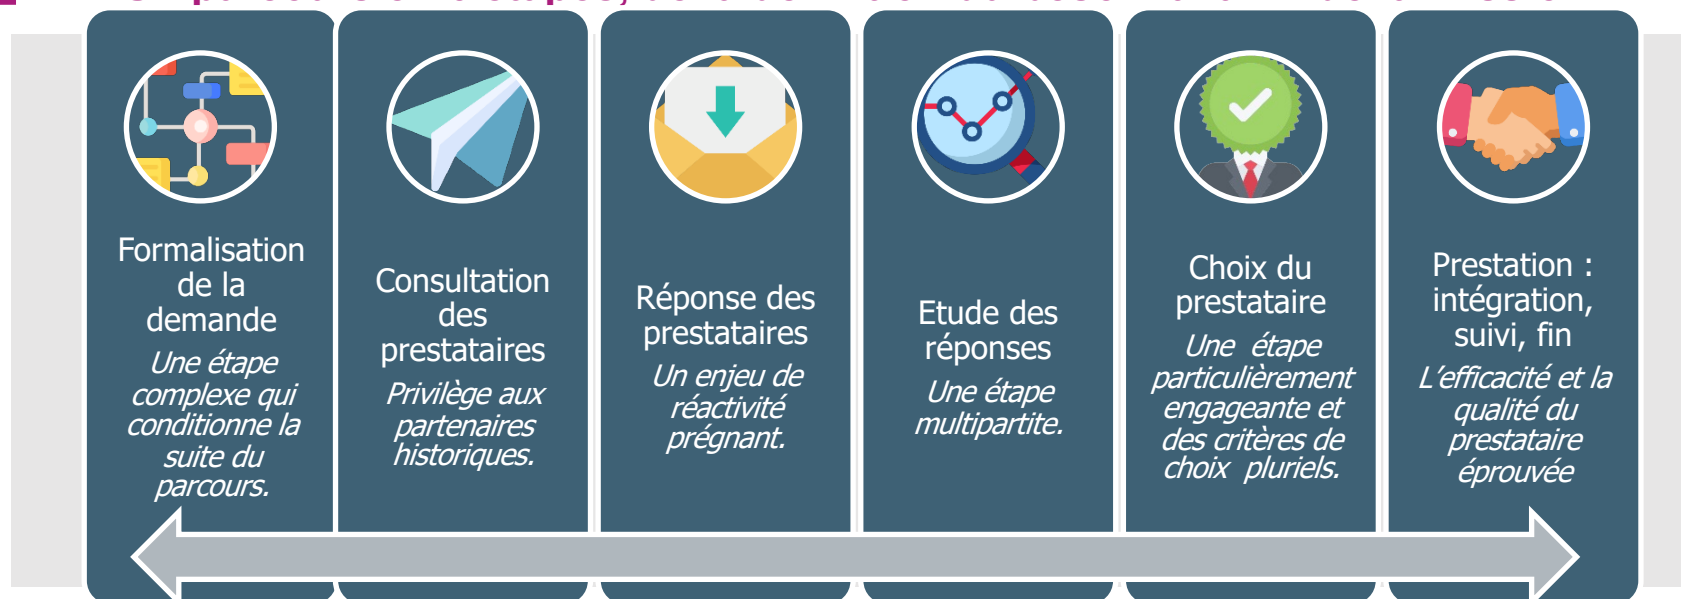 Formalisation
de la
demande
Une étape
complexe qui
conditionne la
suite du
parcours.
Consultation
des
prestataires
Privilège aux
partenaires
historiques.
Réponse des
prestataires
Un enjeu de
réactivité
prégnant.
Etude des
réponses
Une étape
multipartite.
Choix du
prestataire
Une étape
particulièrement
engageante et
des critères de
choix pluriels.
Prestation :
intégration,
suivi, fin
L'efficacité et la
qualité du
prestataire
éprouvée